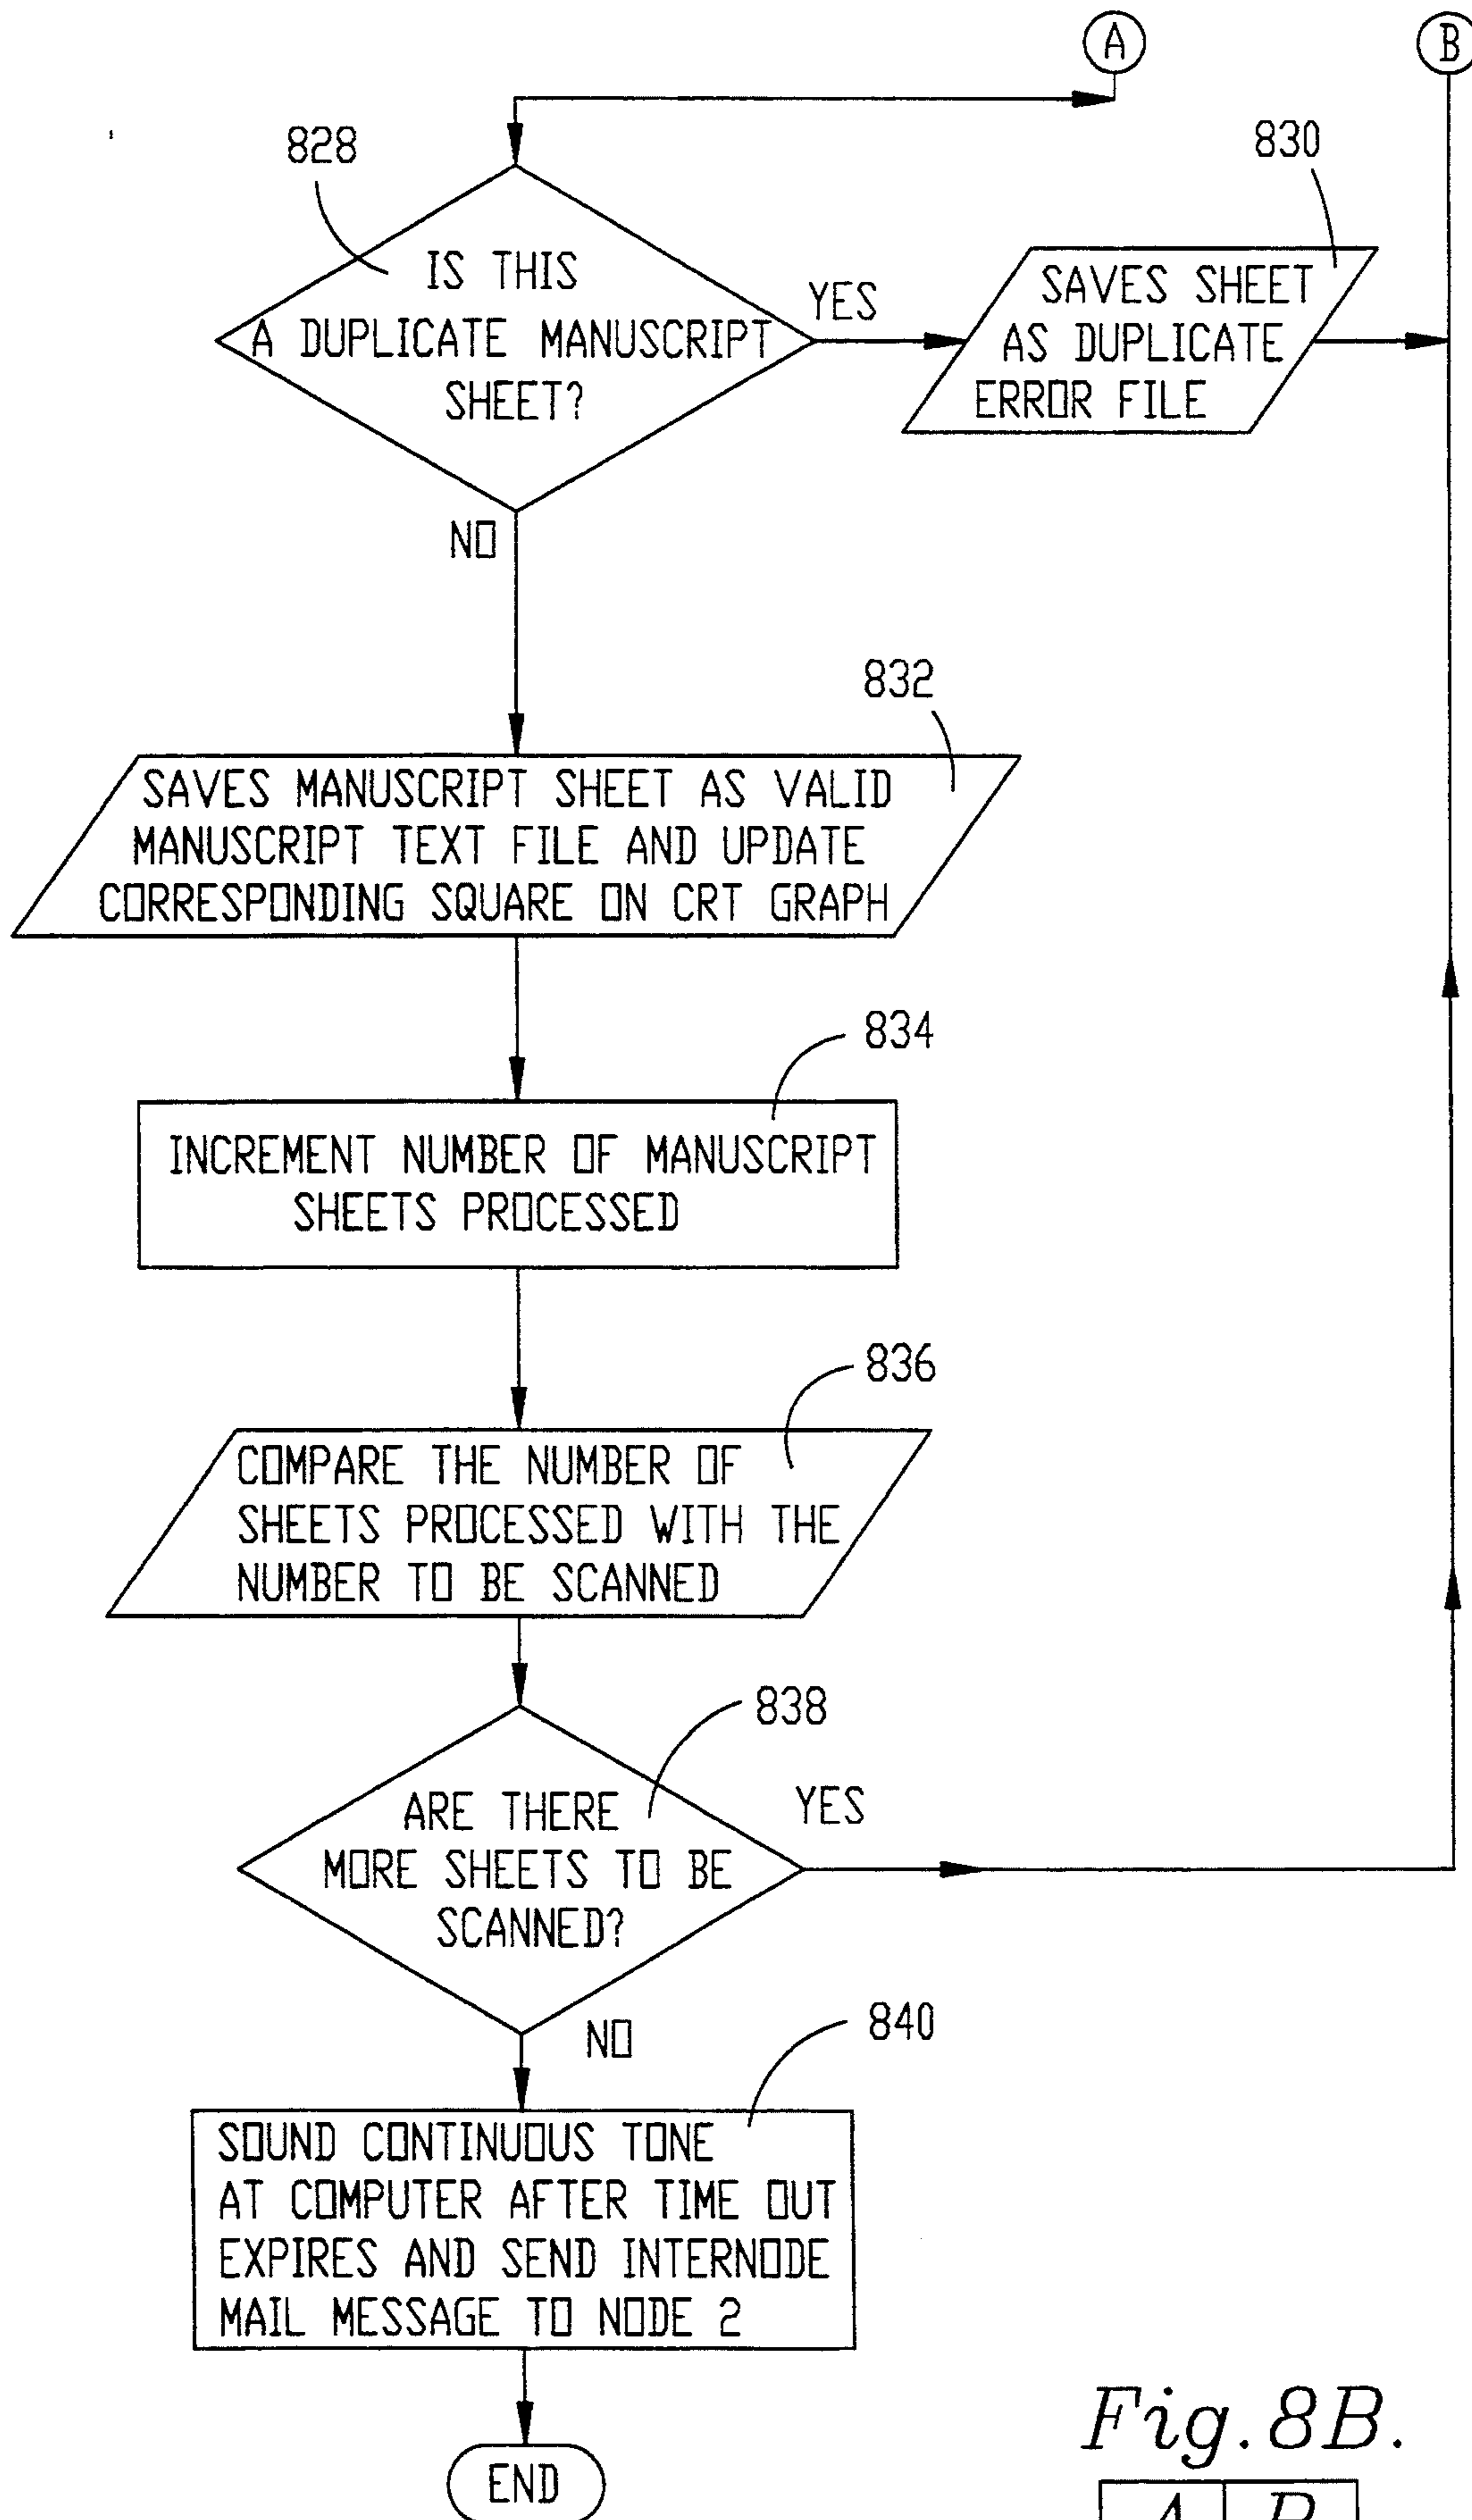 A
B
828
830
IS THIS
A DUPLICATE MANUSCRIPT
SHEET?
YES
SAVES SHEET
AS DUPLICATE
ERROR FILE
NO
832
SAVES MANUSCRIPT SHEET AS VALID
MANUSCRIPT TEXT FILE AND UPDATE
CORRESPONDING SQUARE ON CRT GRAPH
834
INCREMENT NUMBER OF MANUSCRIPT
SHEETS PROCESSED
836
COMPARE THE NUMBER OF
SHEETS PROCESSED WITH THE
NUMBER TO BE SCANNED
838
ARE THERE
MORE SHEETS TO BE
SCANNED?
YES
NO
840
SOUND CONTINUOUS TONE
AT COMPUTER AFTER TIME OUT
EXPIRES AND SEND INTERNODE
MAIL MESSAGE TO NODE 2
END
Fig.8B.
A B